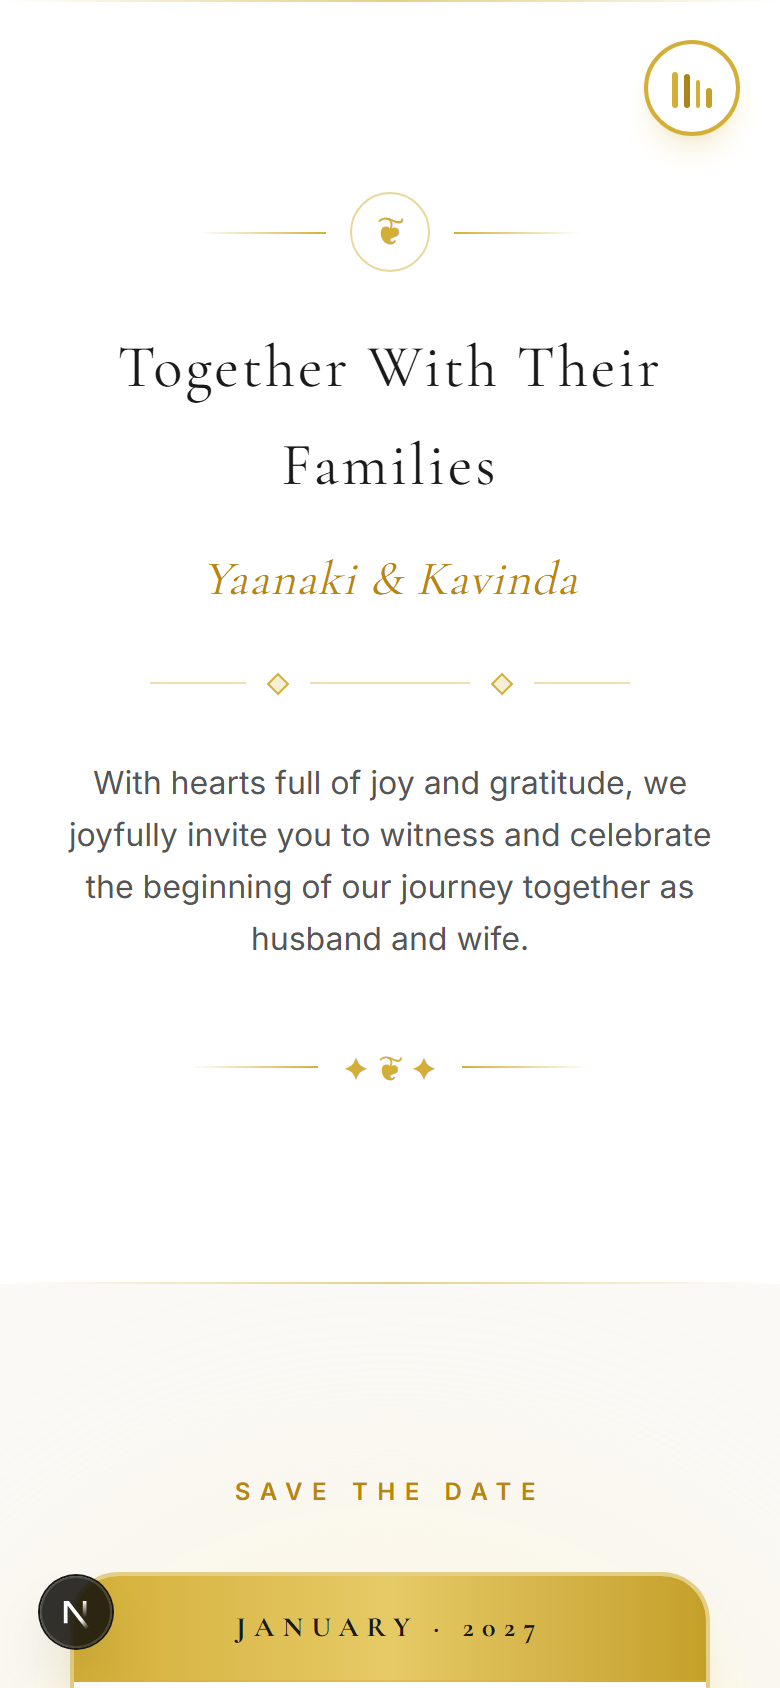 ❦
Together With Their
Families
Yaanaki & Kavinda
With hearts full of joy and gratitude, we
joyfully invite you to witness and celebrate
the beginning of our journey together as
husband and wife.
✦ ❦ ✦
SAVE THE DATE
N
JANUARY · 2027